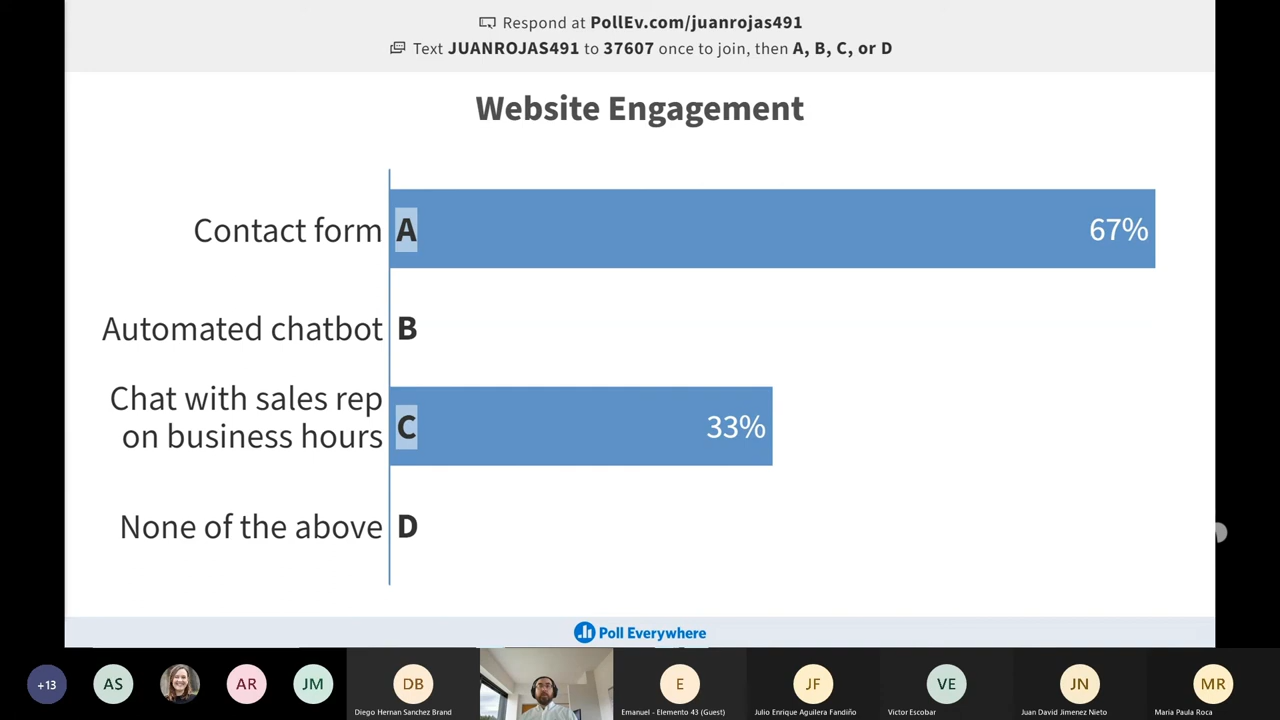 Respond at PollEv.com/juanrojas491
Text JUANROJAS491 to 37607 once to join, then A, B, C, or D
Website Engagement
Contact form A 67%
Automated chatbot B
Chat with sales rep
on business hours C 33%
None of the above D
Poll Everywhere
+13 AS AR JM DB E JF VE JN MR
Diego Hernan Sanchez Brand Emanuel - Elemento 43 (Guest) Julio Enrique Aguilera Fandiño Victor Escobar Juan David Jimenez Nieto Maria Paula Roca